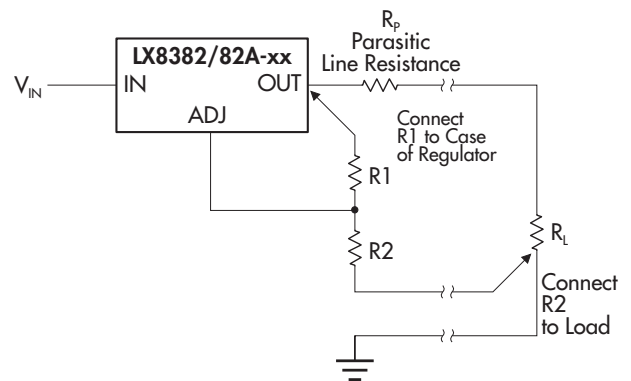 R_P
Parasitic
Line Resistance
LX8382/82A-xx
V_IN
IN
OUT
ADJ
Connect
R1 to Case
of Regulator
R1
R2
R_L
Connect
R2
to Load